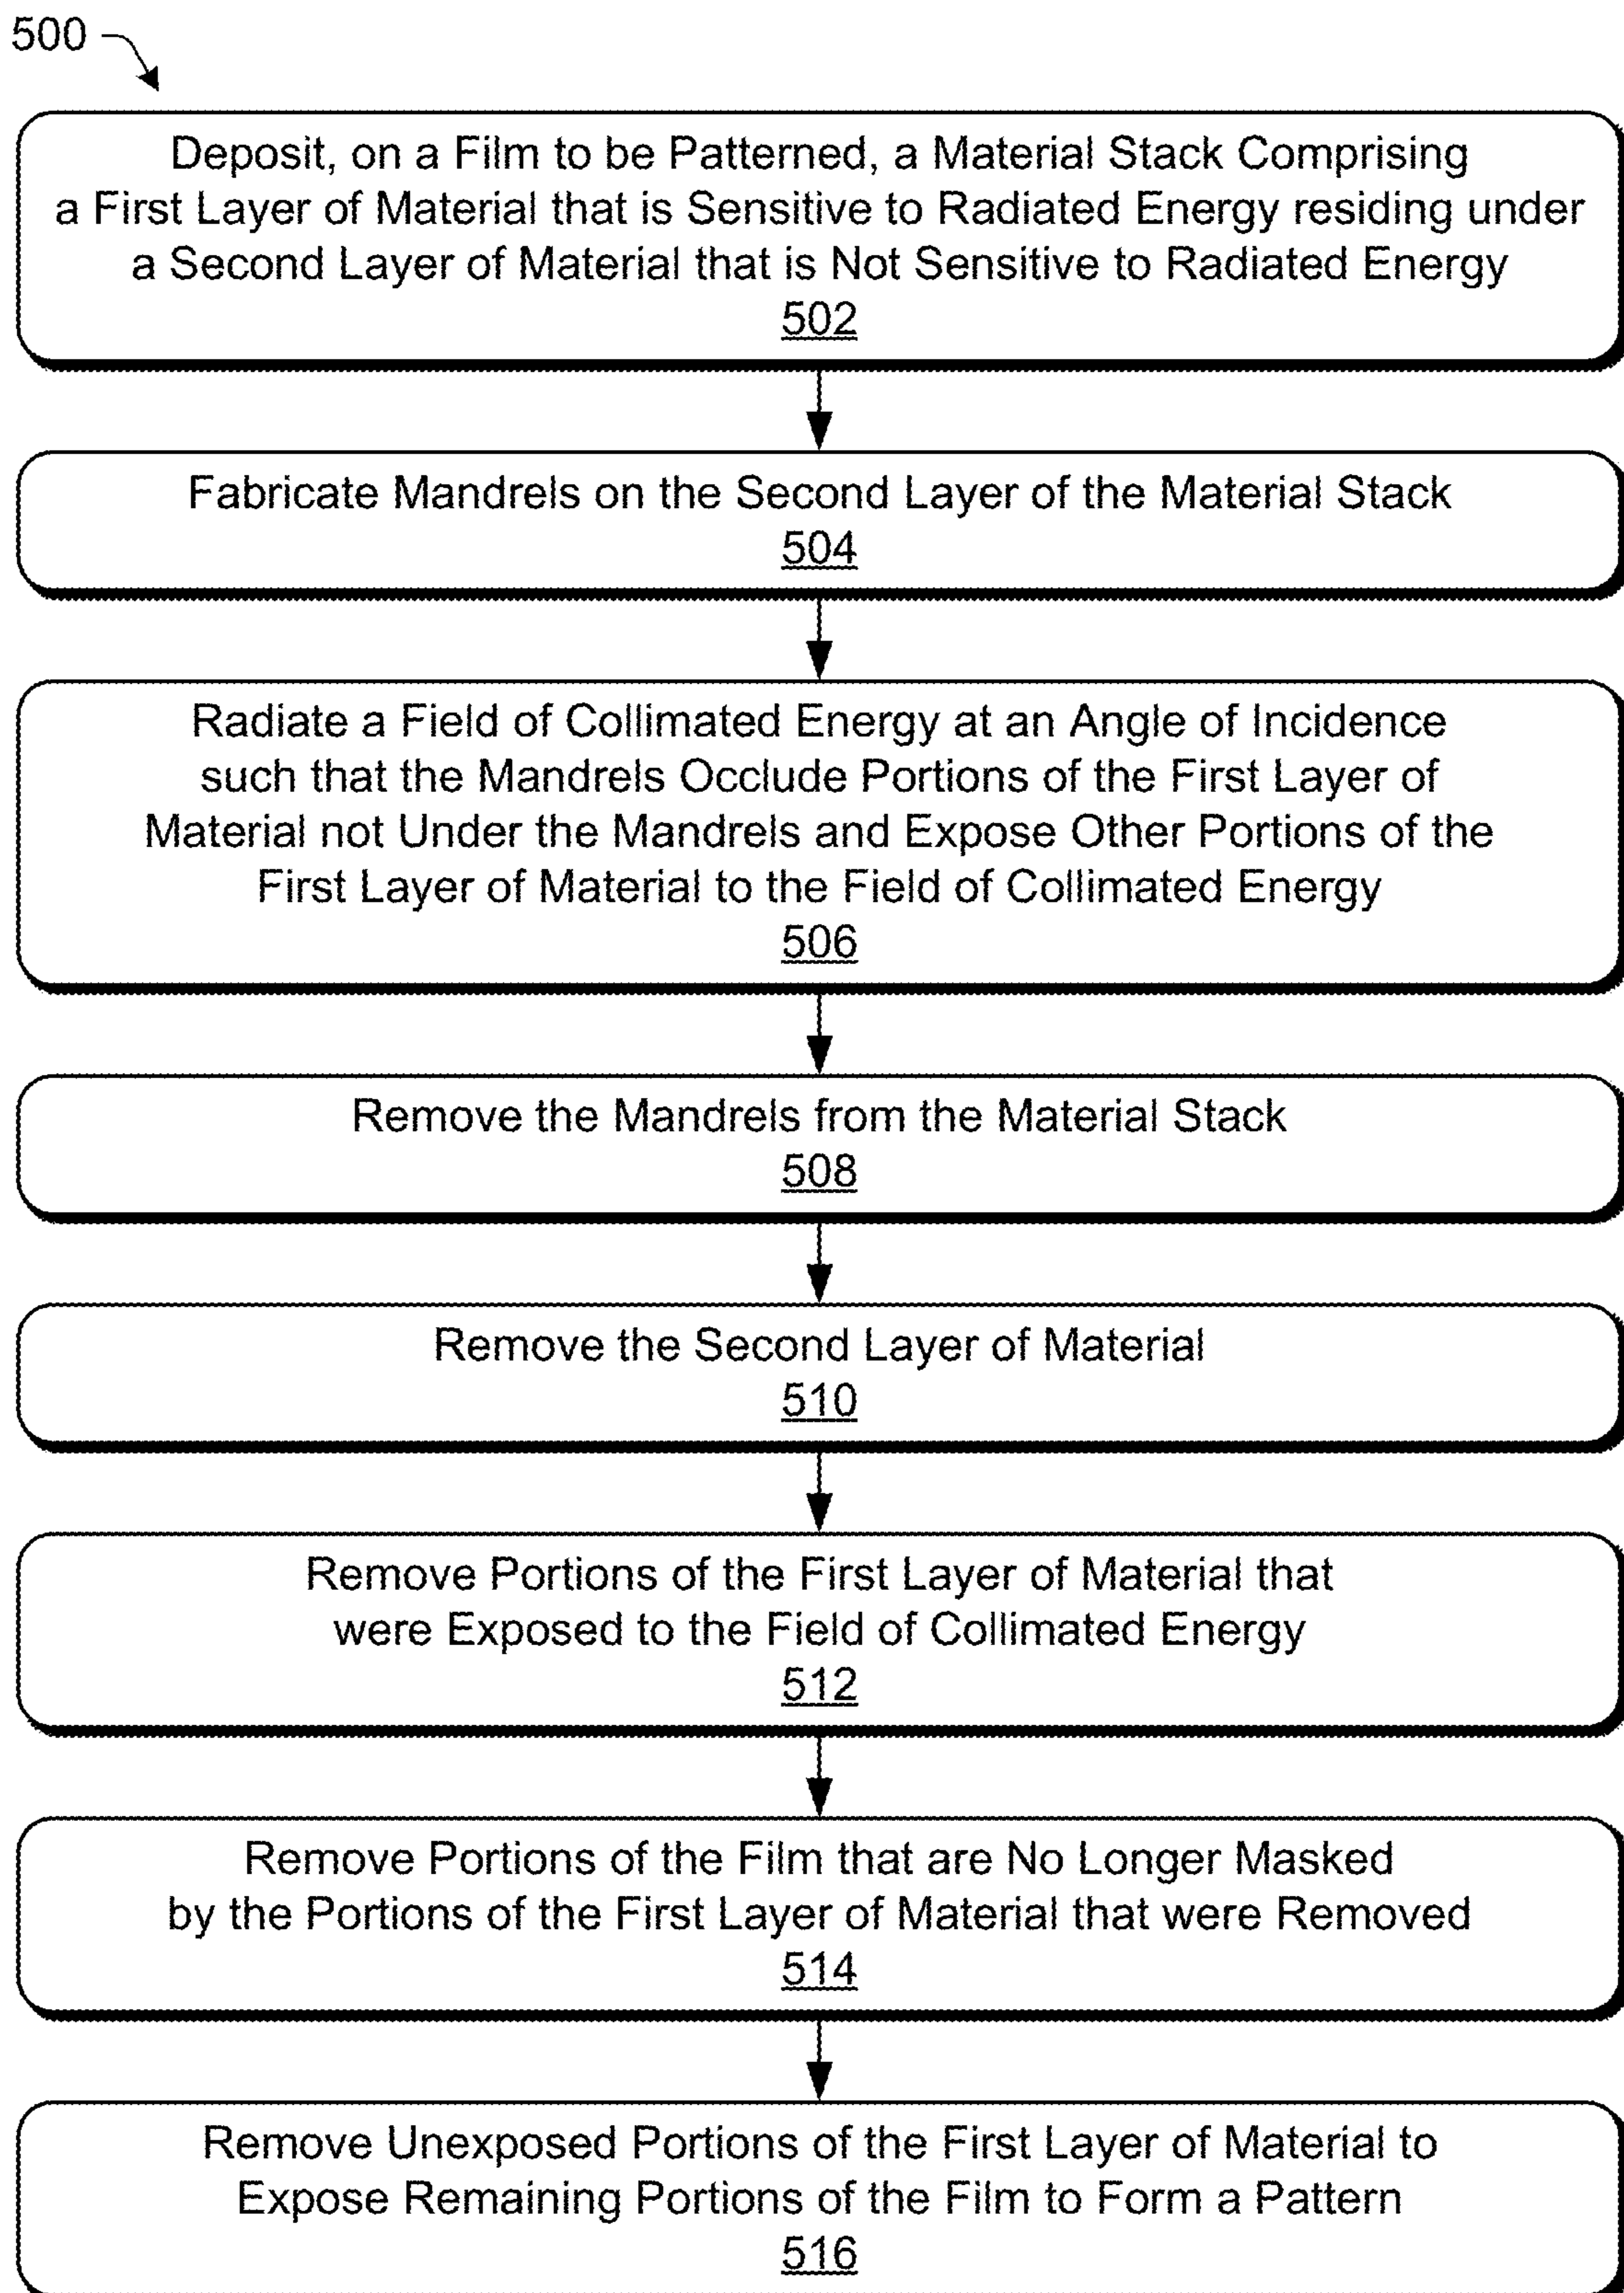 500
Deposit, on a Film to be Patterned, a Material Stack Comprising
a First Layer of Material that is Sensitive to Radiated Energy residing under
a Second Layer of Material that is Not Sensitive to Radiated Energy
502
Fabricate Mandrels on the Second Layer of the Material Stack
504
Radiate a Field of Collimated Energy at an Angle of Incidence
such that the Mandrels Occlude Portions of the First Layer of
Material not Under the Mandrels and Expose Other Portions of the
First Layer of Material to the Field of Collimated Energy
506
Remove the Mandrels from the Material Stack
508
Remove the Second Layer of Material
510
Remove Portions of the First Layer of Material that
were Exposed to the Field of Collimated Energy
512
Remove Portions of the Film that are No Longer Masked
by the Portions of the First Layer of Material that were Removed
514
Remove Unexposed Portions of the First Layer of Material to
Expose Remaining Portions of the Film to Form a Pattern
516